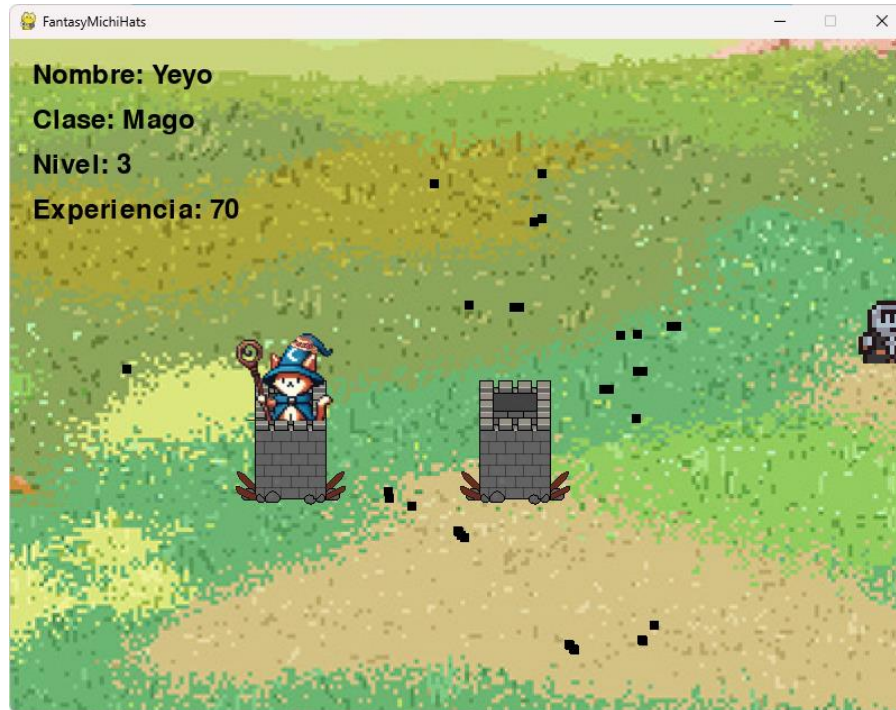 FantasyMichiHats
Nombre: Yeyo
Clase: Mago
Nivel: 3
Experiencia: 70